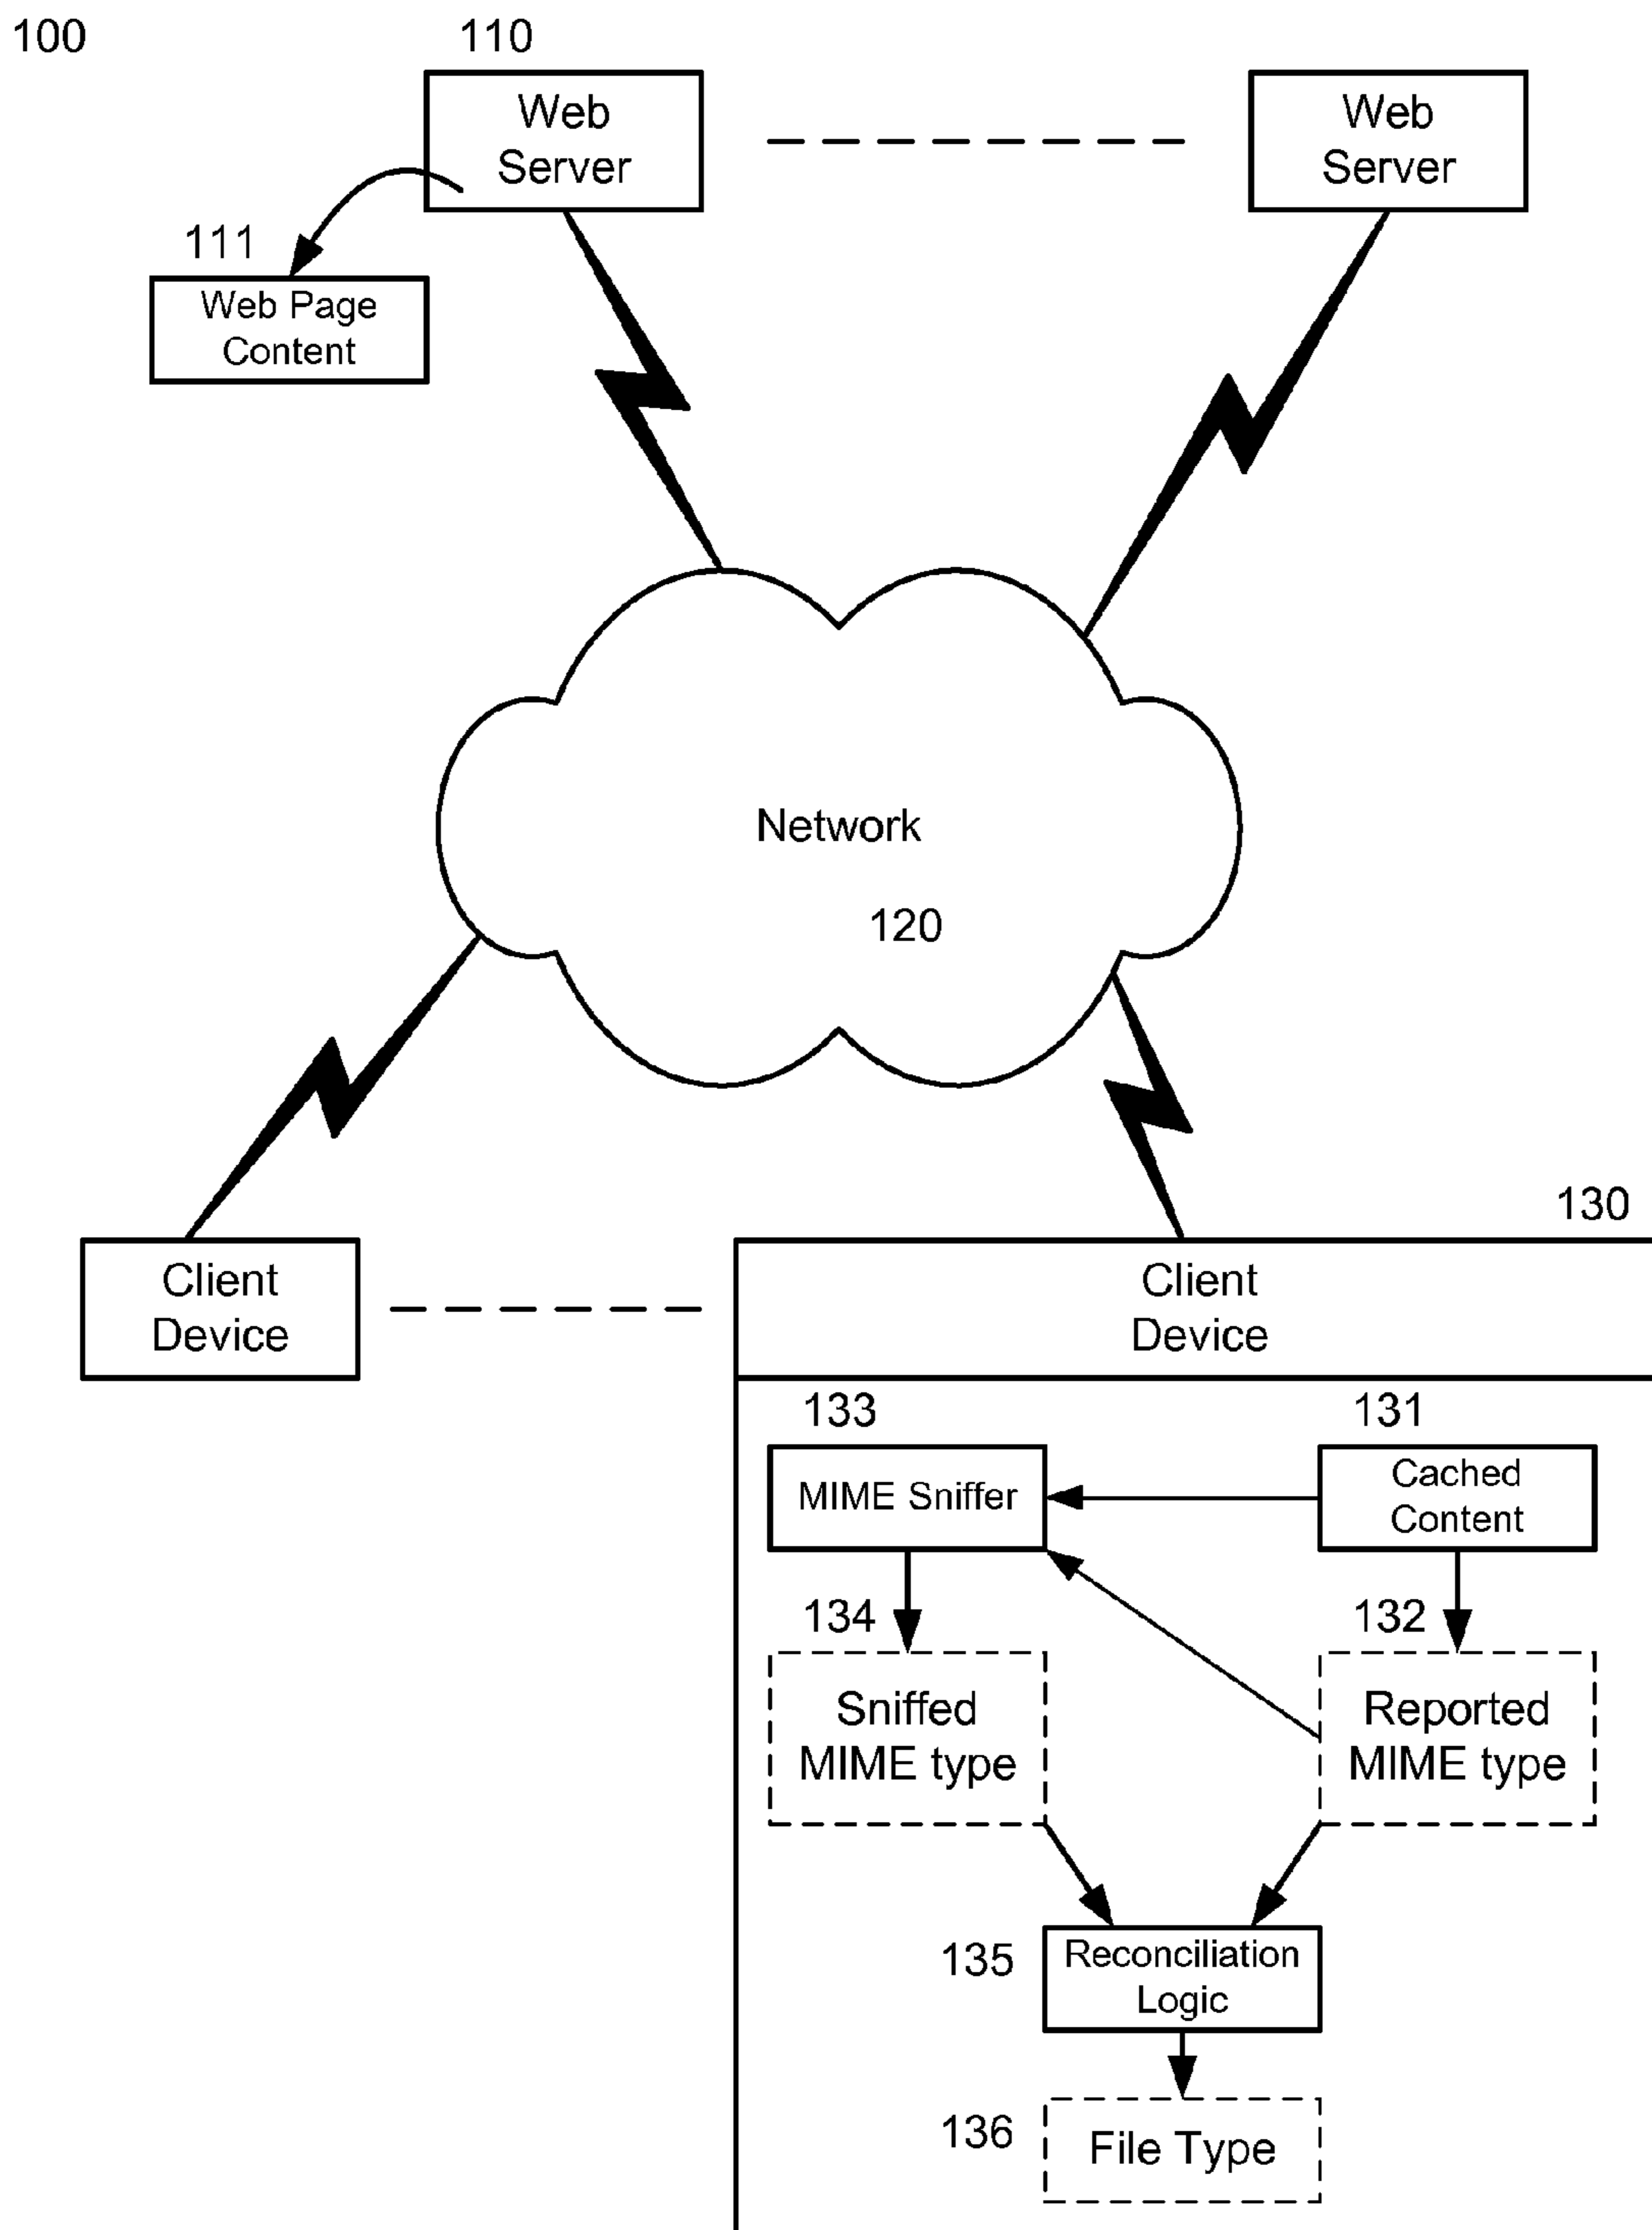 100
110
Web
Server
Web
Server
111
Web Page
Content
Network
120
130
Client
Device
Client
Device
133
131
MIME Sniffer
Cached
Content
134
132
Sniffed
MIME type
Reported
MIME type
135
Reconciliation
Logic
136
File Type